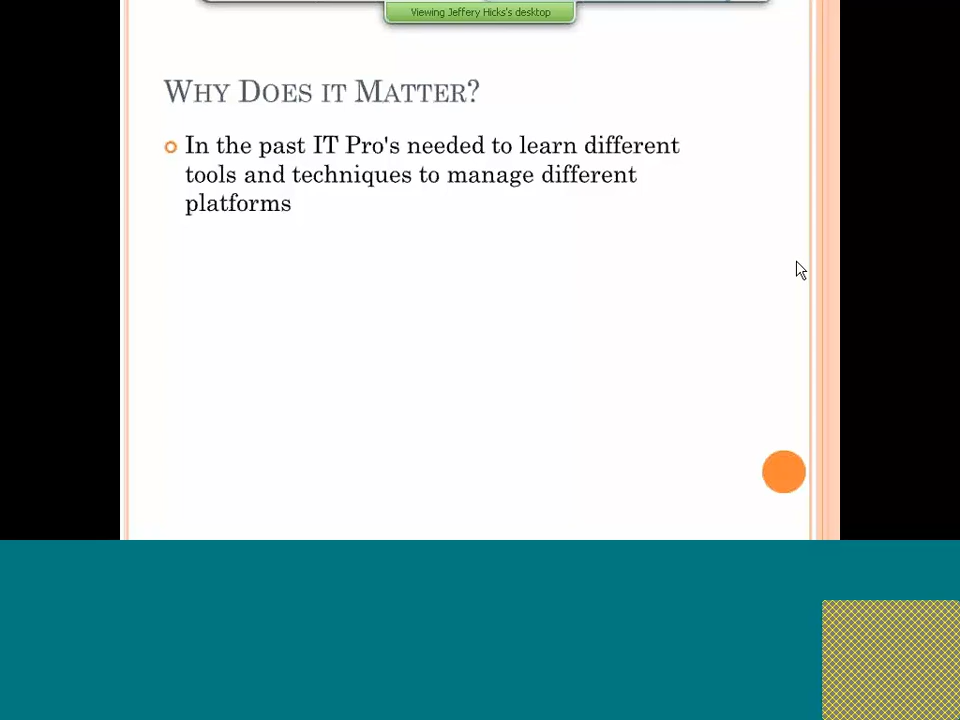 Viewing Jeffery Hicks's desktop
WHY DOES IT MATTER?
In the past IT Pro's needed to learn different
tools and techniques to manage different
platforms